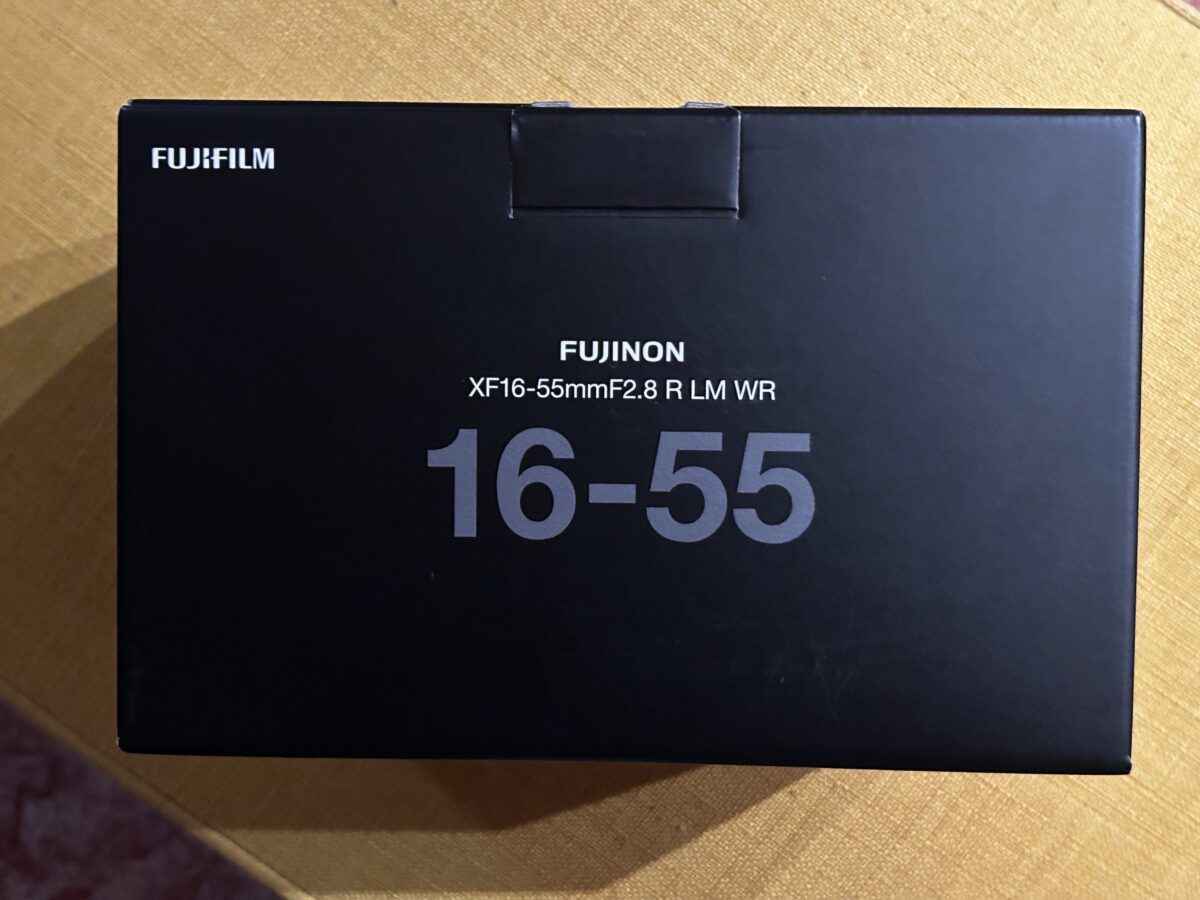 FUJIFILM
FUJINON
XF16-55mmF2.8 R LM WR
16-55